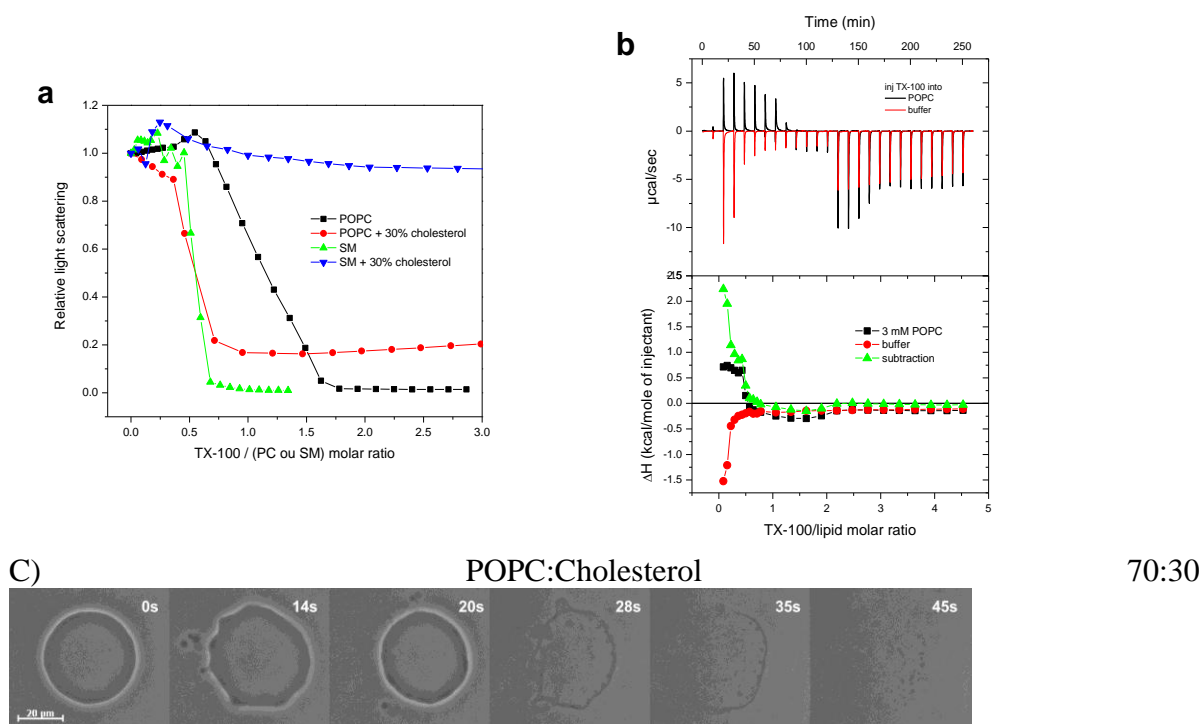 a
Relative light scattering
1.2
1.0
0.8
0.6
0.4
0.2
0.0
POPC
POPC + 30% cholesterol
SM
SM + 30% cholesterol
0.0 0.5 1.0 1.5 2.0 2.5 3.0
TX-100 / (PC ou SM) molar ratio
b
Time (min)
0 50 100 150 200 250
µcal/sec
5
0
-5
-10
inj TX-100 into
POPC
buffer
ΔH (kcal/mole of injectant)
2.5
2.0
1.5
1.0
0.5
0.0
-0.5
-1.0
-1.5
3 mM POPC
buffer
subtraction
0 1 2 3 4 5
TX-100/lipid molar ratio
C) POPC:Cholesterol 70:30
0s 14s 20s 28s 35s 45s
20 µm